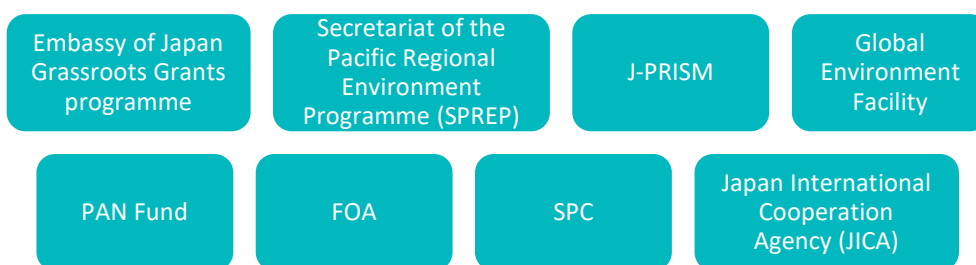 Embassy of Japan
Grassroots Grants
programme
Secretariat of the
Pacific Regional
Environment
Programme (SPREP)
J-PRISM
Global
Environment
Facility
PAN Fund
FOA
SPC
Japan International
Cooperation
Agency (JICA)